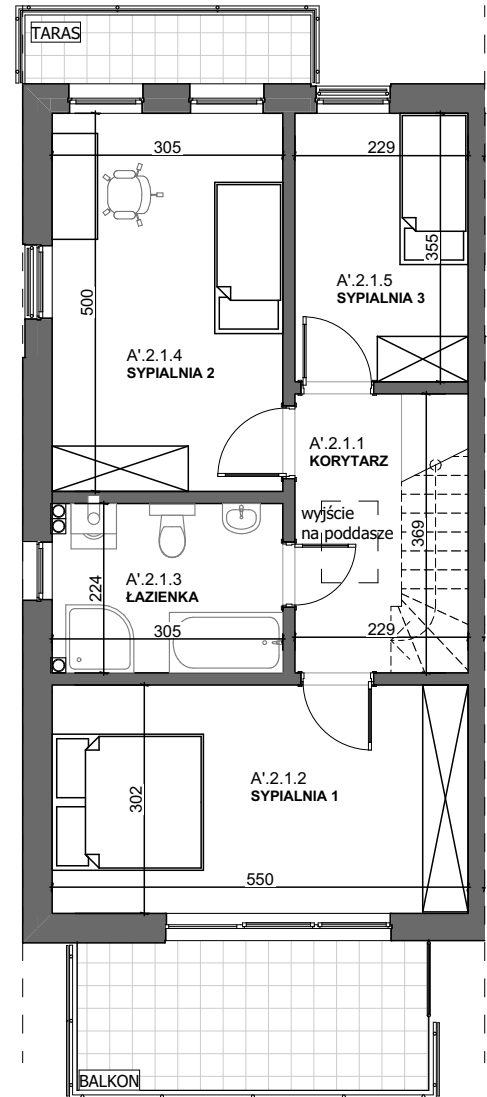 TARAS
305
229
355
A'.2.1.5
SYPIALNIA 3
500
A'.2.1.4
SYPIALNIA 2
A'.2.1.1
KORYTARZ
wyjście
na poddasze
369
A'.2.1.3
ŁAZIENKA
224
305
229
A'.2.1.2
SYPIALNIA 1
302
550
BALKON